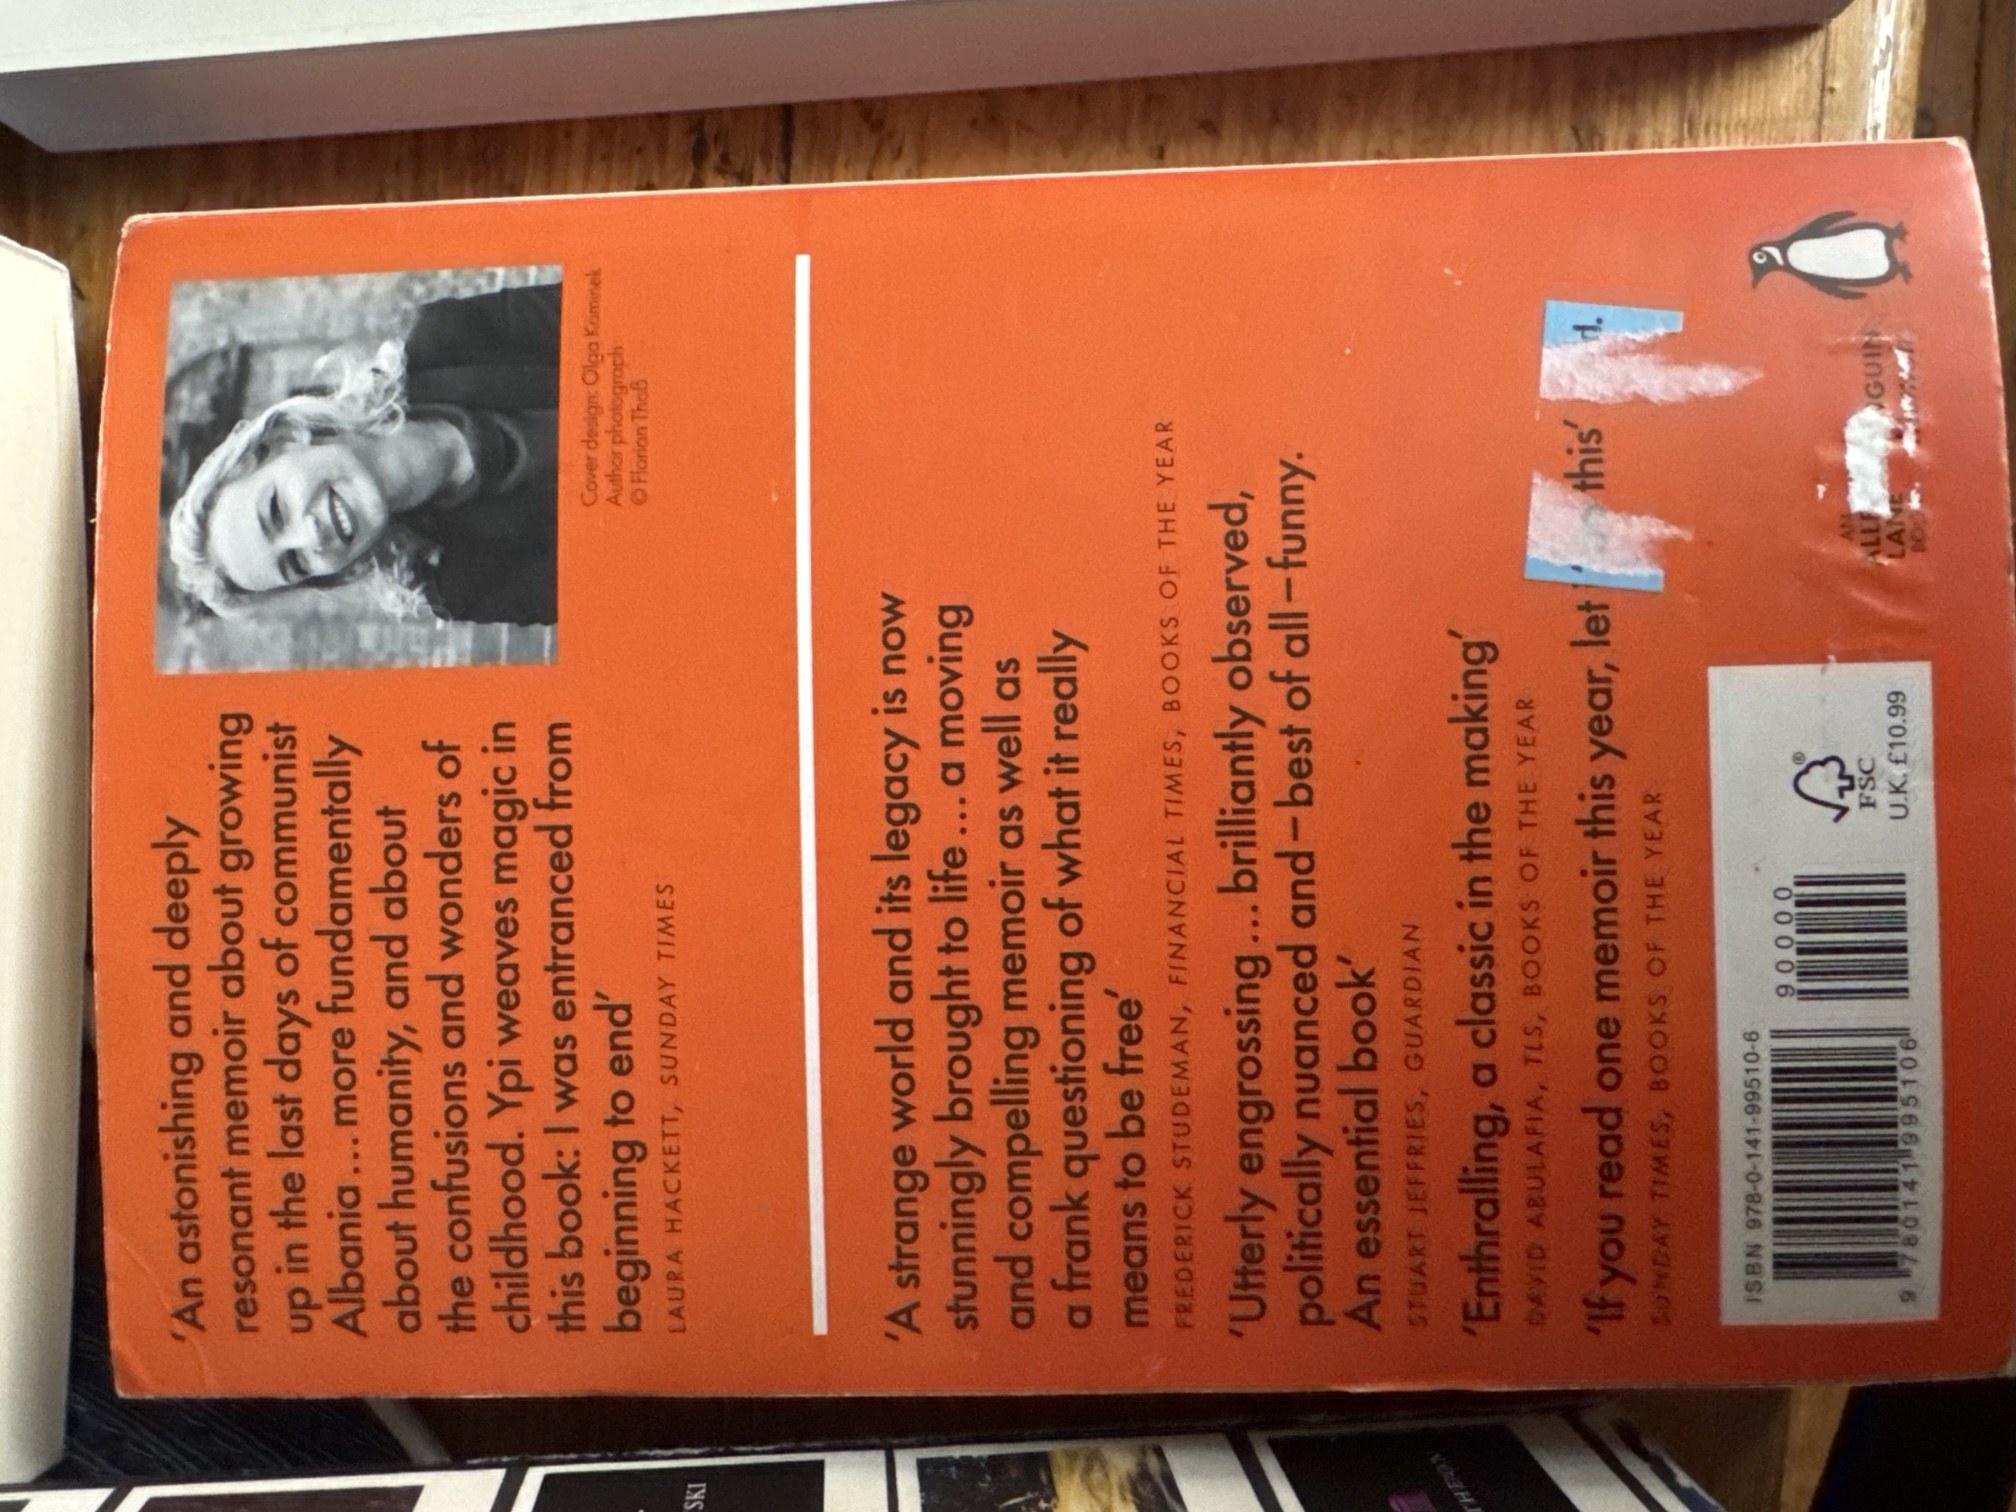 'An astonishing and deeply
resonant memoir about growing
up in the last days of communist
Albania…more fundamentally
about humanity, and about
the confusions and wonders of
childhood. Ypi weaves magic in
this book: I was entranced from
beginning to end'
LAURA HACKETT, SUNDAY TIMES
Cover design: Olga Kominek
Author photograph
© Florian Thoß
'A strange world and its legacy is now
stunningly brought to life…a moving
and compelling memoir as well as
a frank questioning of what it really
means to be free'
FREDERICK STUDEMAN, FINANCIAL TIMES, BOOKS OF THE YEAR
'Utterly engrossing…brilliantly observed,
politically nuanced and–best of all–funny.
An essential book'
STUART JEFFRIES, GUARDIAN
'Enthralling, a classic in the making'
DAVID ABULAFIA, TLS, BOOKS OF THE YEAR
'If you read one memoir this year, let this'
SUNDAY TIMES, BOOKS OF THE YEAR
d.
ISBN 978-0-141-99510-6
90000
9 780141 995106
FSC
U.K. £10.99
AN
LANE
SKI